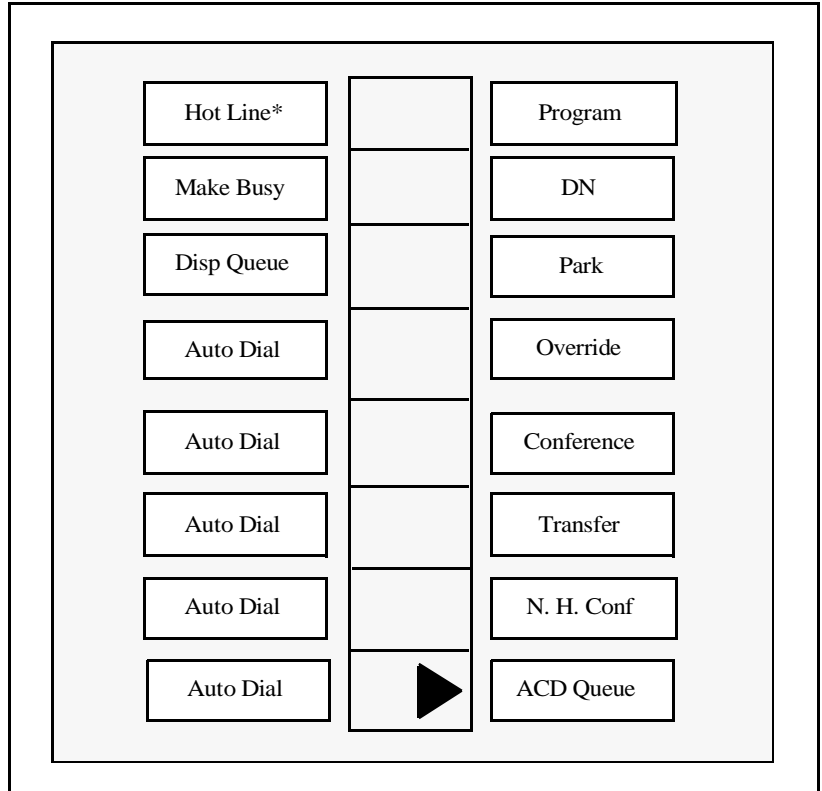 Hot Line*
Program
Make Busy
DN
Disp Queue
Park
Auto Dial
Override
Auto Dial
Conference
Auto Dial
Transfer
Auto Dial
N. H. Conf
Auto Dial
ACD Queue